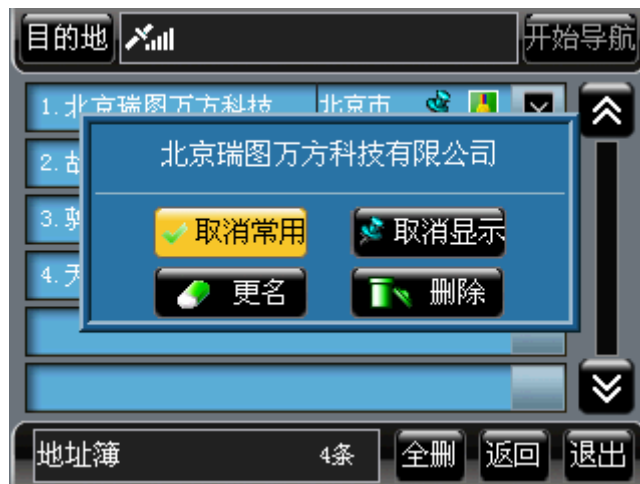 目的地
开始导航
1.北京瑞图万方科技 北京市
2.故
3.
4.天
北京瑞图万方科技有限公司
取消常用 取消显示
更名 删除
地址簿 4条 全删 返回 退出